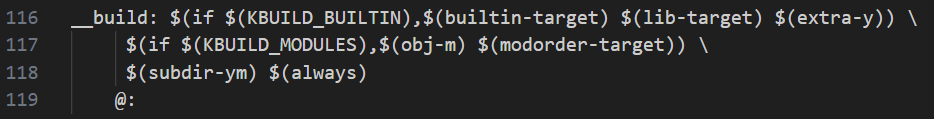 116 __build: $(if $(KBUILD_BUILTIN),$(builtin-target) $(lib-target) $(extra-y)) \
117 $(if $(KBUILD_MODULES),$(obj-m) $(modorder-target)) \
118 $(subdir-ym) $(always)
119 @: